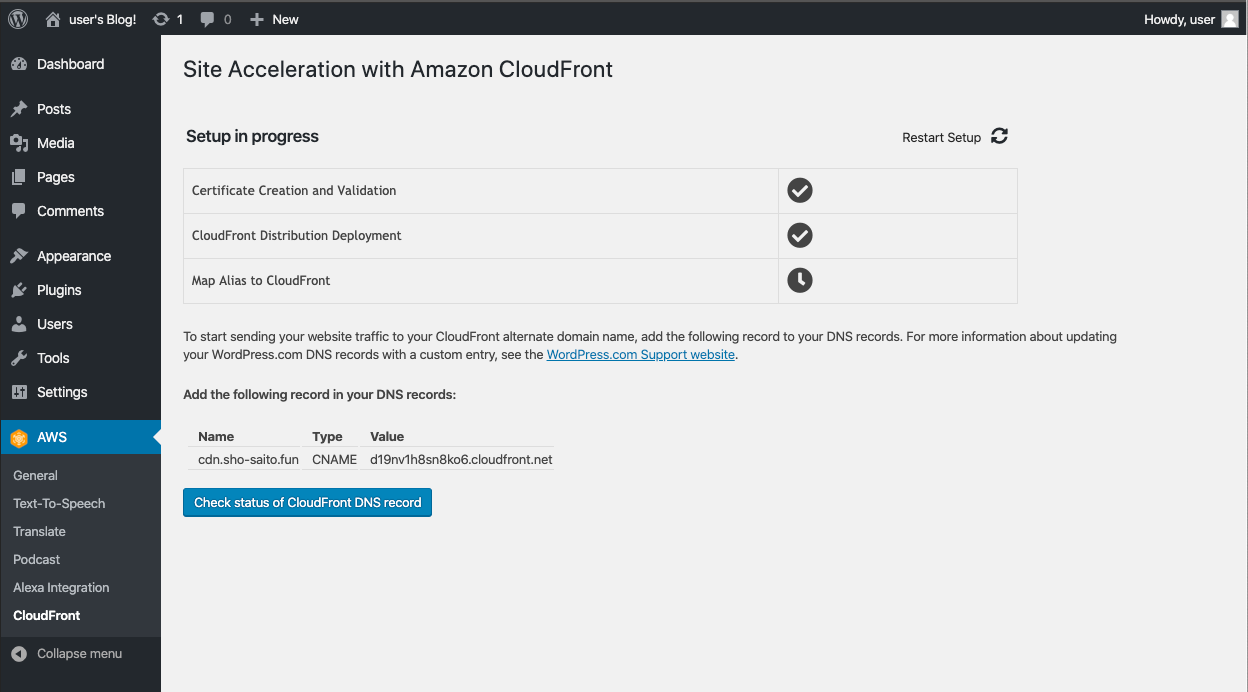 user's Blog! 1 0 New Howdy, user
Dashboard
Posts
Media
Pages
Comments
Appearance
Plugins
Users
Tools
Settings
AWS
General
Text-To-Speech
Translate
Podcast
Alexa Integration
CloudFront
Collapse menu
Site Acceleration with Amazon CloudFront
Setup in progress Restart Setup
Certificate Creation and Validation
CloudFront Distribution Deployment
Map Alias to CloudFront
To start sending your website traffic to your CloudFront alternate domain name, add the following record to your DNS records. For more information about updating
your WordPress.com DNS records with a custom entry, see the WordPress.com Support website.
Add the following record in your DNS records:
Name Type Value
cdn.sho-saito.fun CNAME d19nv1h8sn8ko6.cloudfront.net
Check status of CloudFront DNS record